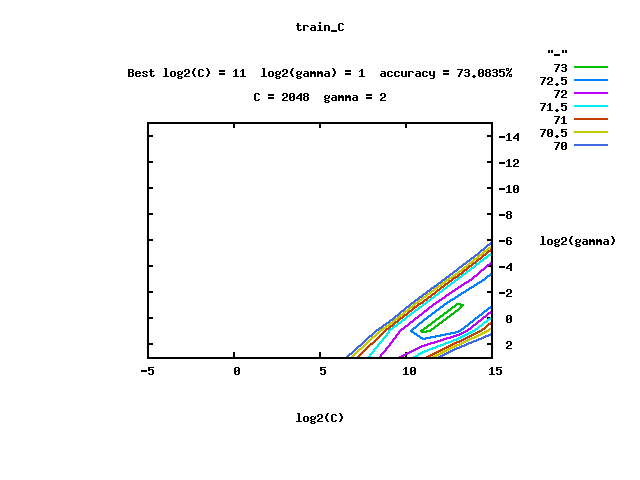 train_C
"-"
Best log2(C) = 11  log2(gamma) = 1  accuracy = 73.0835%
C = 2048  gamma = 2
73
72.5
72
71.5
71
70.5
70
-14
-12
-10
-8
-6
-4
-2
0
2
log2(gamma)
-5 0 5 10 15
log2(C)